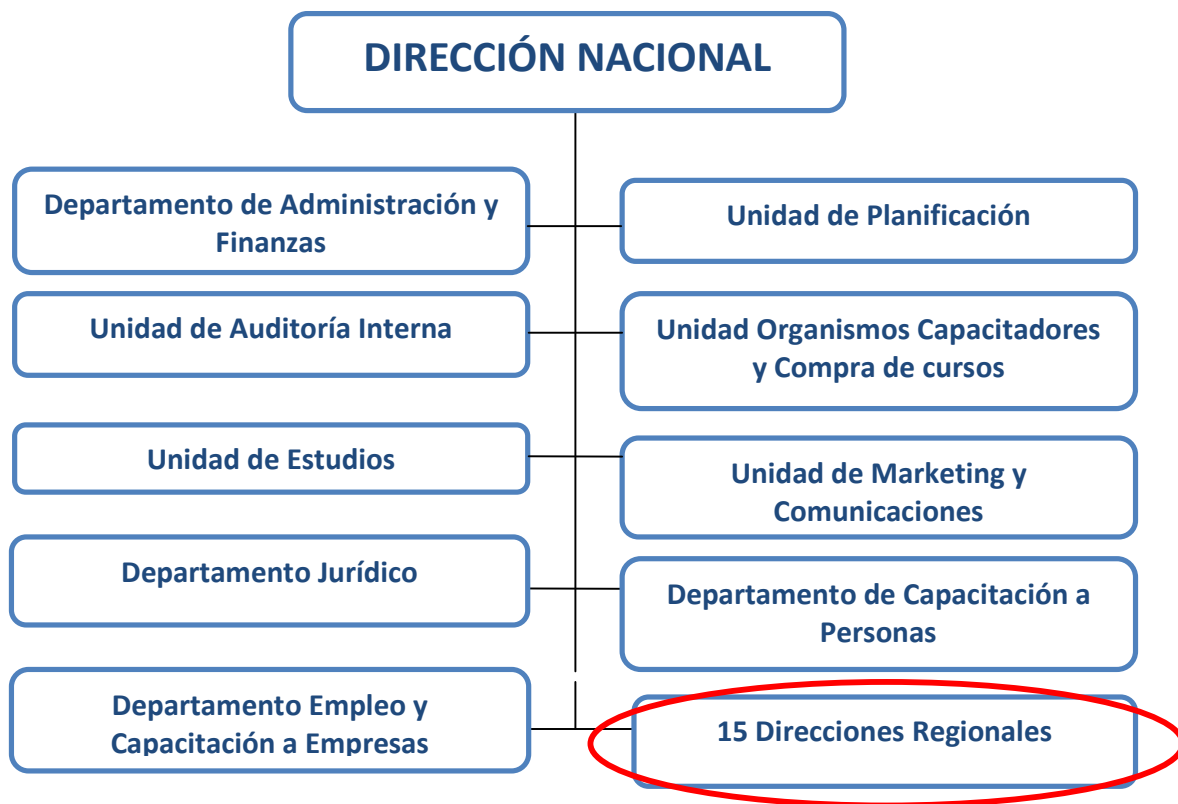 DIRECCIÓN NACIONAL
Departamento de Administración y
Finanzas
Unidad de Planificación
Unidad de Auditoría Interna
Unidad Organismos Capacitadores
y Compra de cursos
Unidad de Estudios
Unidad de Marketing y
Comunicaciones
Departamento Jurídico
Departamento de Capacitación a
Personas
Departamento Empleo y
Capacitación a Empresas
15 Direcciones Regionales